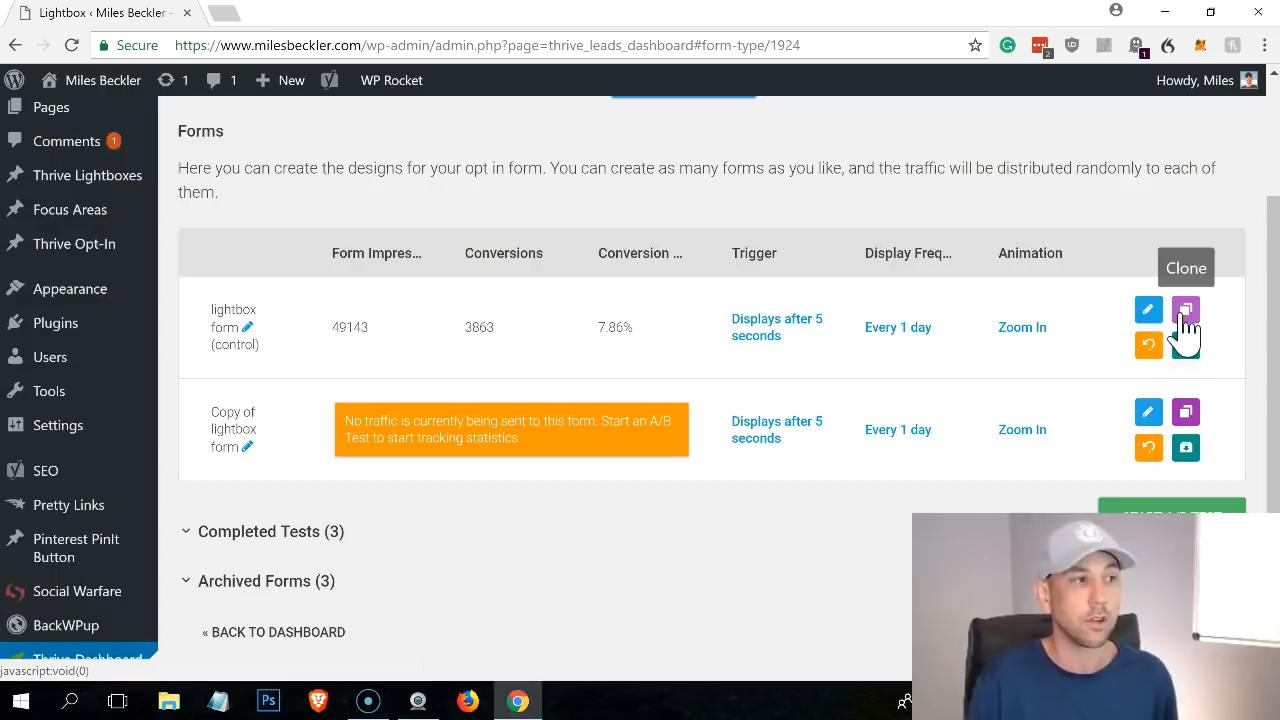 Lightbox ‹ Miles Beckler -
Secure
https://www.milesbeckler.com/wp-admin/admin.php?page=thrive_leads_dashboard#form-type/1924
2
1
Miles Beckler
1
1
New
WP Rocket
Howdy, Miles
Pages
Comments 1
Thrive Lightboxes
Focus Areas
Thrive Opt-In
Appearance
Plugins
Users
Tools
Settings
SEO
Pretty Links
Pinterest PinIt
Button
Social Warfare
BackWPup
Thrive Dashboard
javascript:void(0)
Forms
Here you can create the designs for your opt in form. You can create as many forms as you like, and the traffic will be distributed randomly to each of
them.
Form Impres... Conversions Conversion ... Trigger Display Freq... Animation
Clone
lightbox
form
(control)
49143
3863
7.86%
Displays after 5
seconds
Every 1 day
Zoom In
Copy of
lightbox
form
No traffic is currently being sent to this form. Start an A/B
Test to start tracking statistics
Displays after 5
seconds
Every 1 day
Zoom In
Completed Tests (3)
Archived Forms (3)
« BACK TO DASHBOARD
Ps